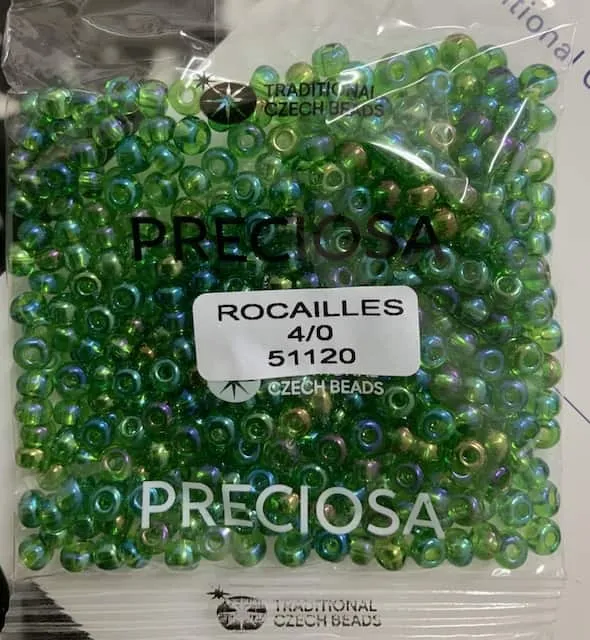 TRADITIONAL
CZECH BEADS
PRECIOSA
ROCAILLES
4/0
51120
CZECH BEADS
PRECIOSA
TRADITIONAL
CZECH BEADS